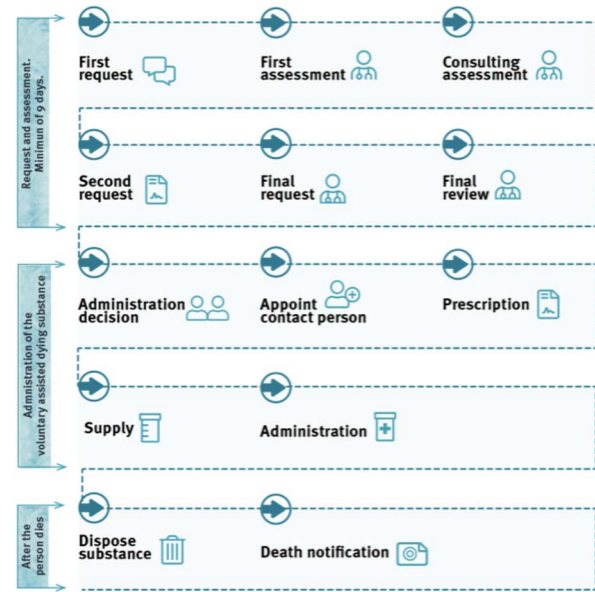 Request and assessment.
Minimun of 9 days.
First
request
First
assessment
Consulting
assessment
Second
request
Final
request
Final
review
Admnistration of the
voluntary assisted dying substance
Administration
decision
Appoint
contact person
Prescription
Supply
Administration
After the
person dies
Dispose
substance
Death notification